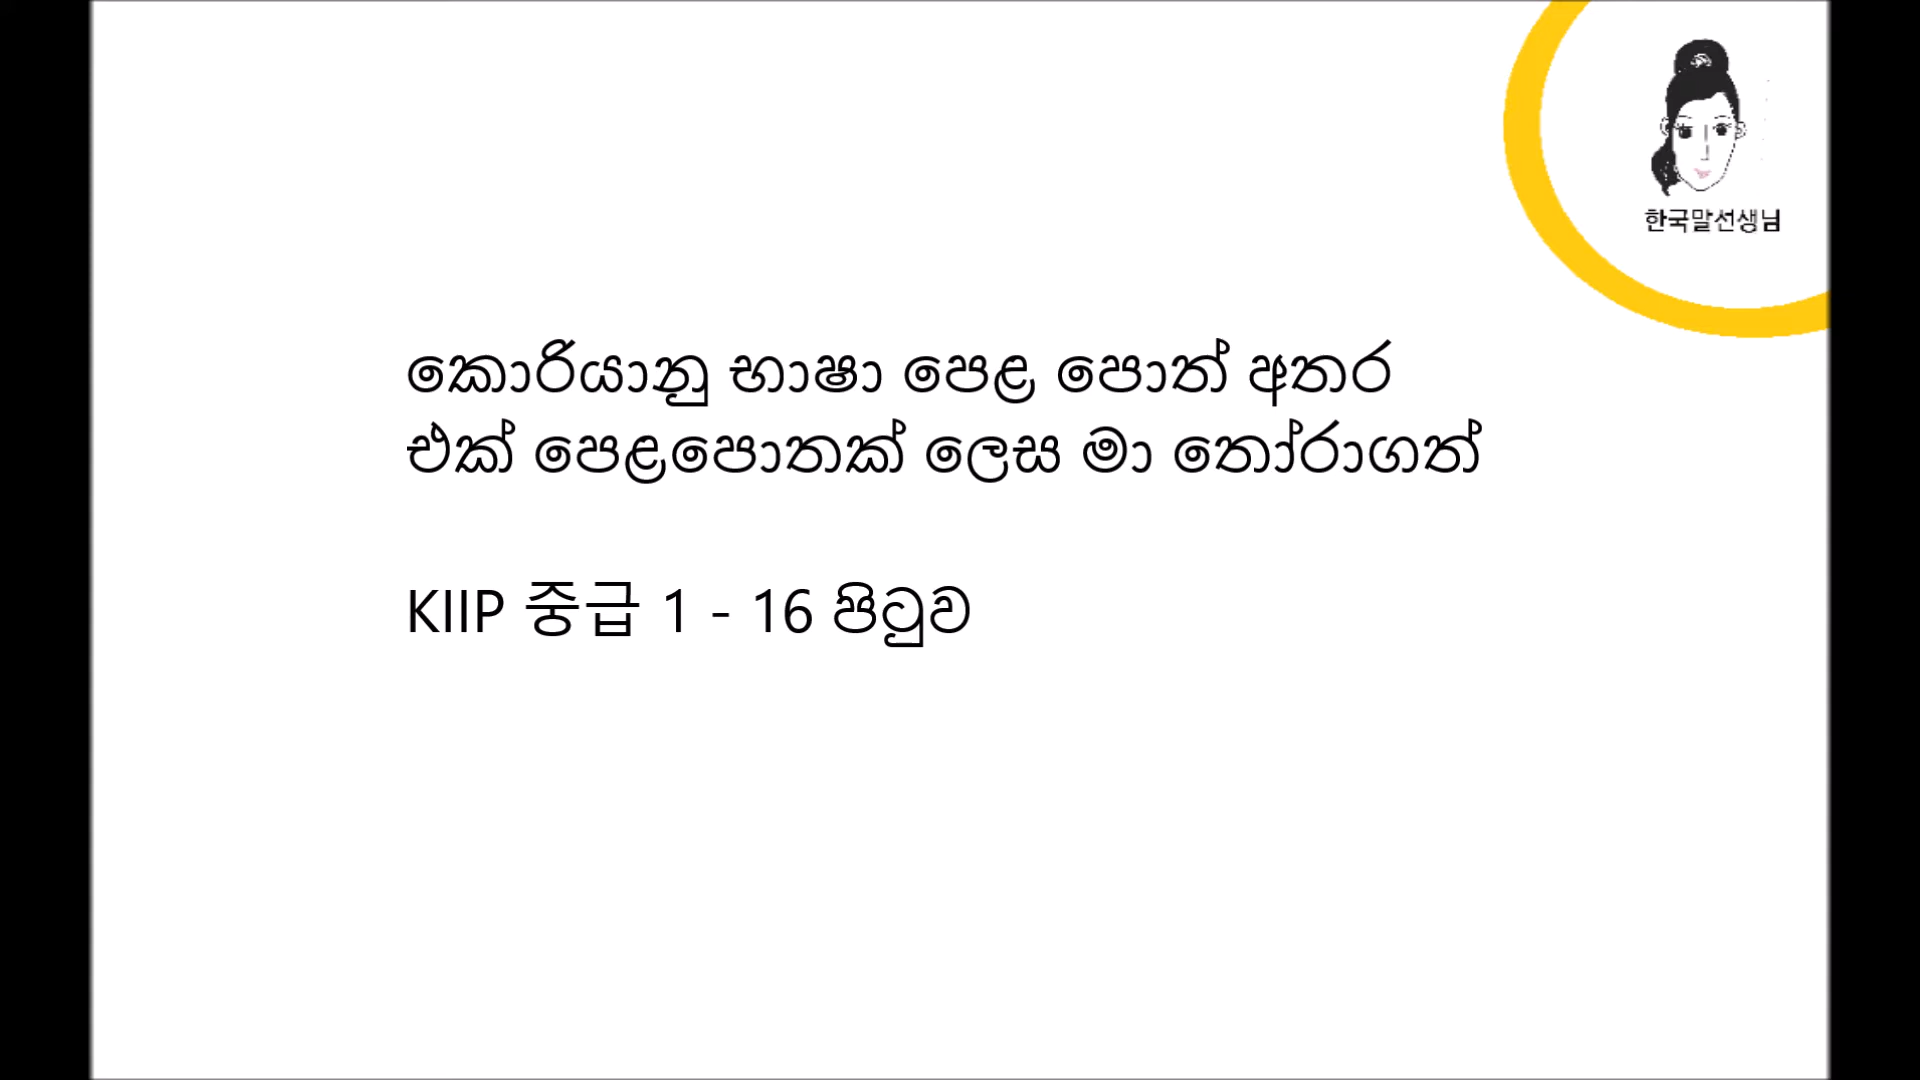 한국말선생님
කොරියානු භාෂා පෙළ පොත් අතර
එක් පෙළපොතක් ලෙස මා තෝරාගත්
KIIP 중급 1 - 16 පිටුව